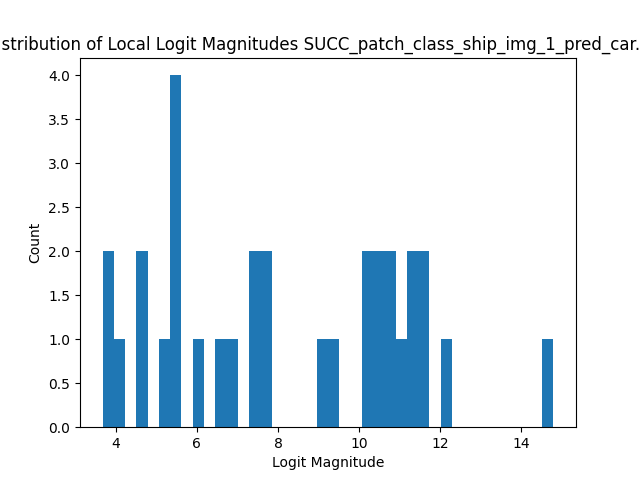 stribution of Local Logit Magnitudes SUCC_patch_class_ship_img_1_pred_car.
4.0
3.5
3.0
2.5
2.0
1.5
1.0
0.5
0.0
Count
4 6 8 10 12 14
Logit Magnitude